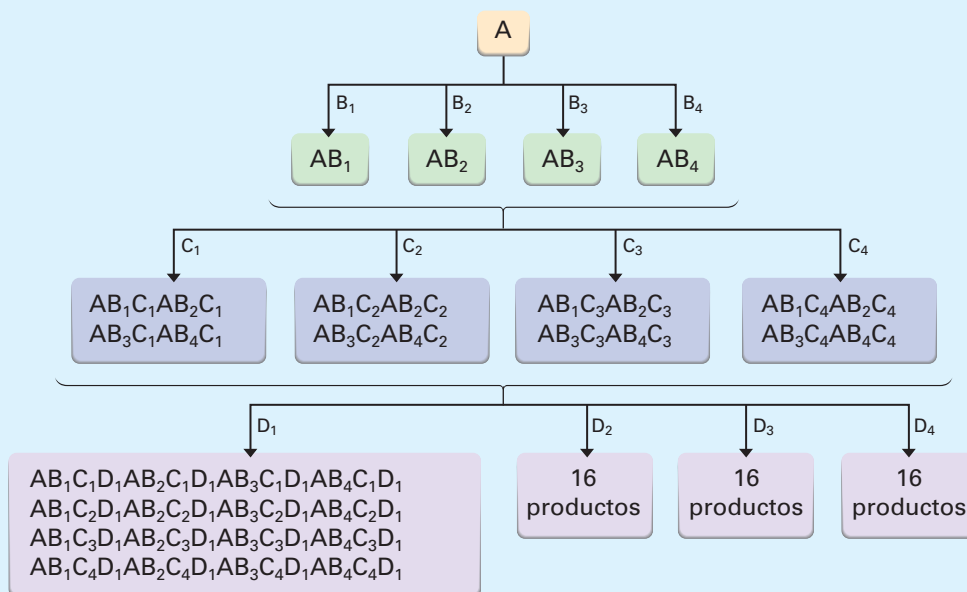 A
B₁ B₂ B₃ B₄
AB₁ AB₂ AB₃ AB₄
C₁ C₂ C₃ C₄
AB₁C₁AB₂C₁
AB₃C₁AB₄C₁
AB₁C₂AB₂C₂
AB₃C₂AB₄C₂
AB₁C₃AB₂C₃
AB₃C₃AB₄C₃
AB₁C₄AB₂C₄
AB₃C₄AB₄C₄
D₁ D₂ D₃ D₄
AB₁C₁D₁AB₂C₁D₁AB₃C₁D₁AB₄C₁D₁
AB₁C₂D₁AB₂C₂D₁AB₃C₂D₁AB₄C₂D₁
AB₁C₃D₁AB₂C₃D₁AB₃C₃D₁AB₄C₃D₁
AB₁C₄D₁AB₂C₄D₁AB₃C₄D₁AB₄C₄D₁
16
productos
16
productos
16
productos